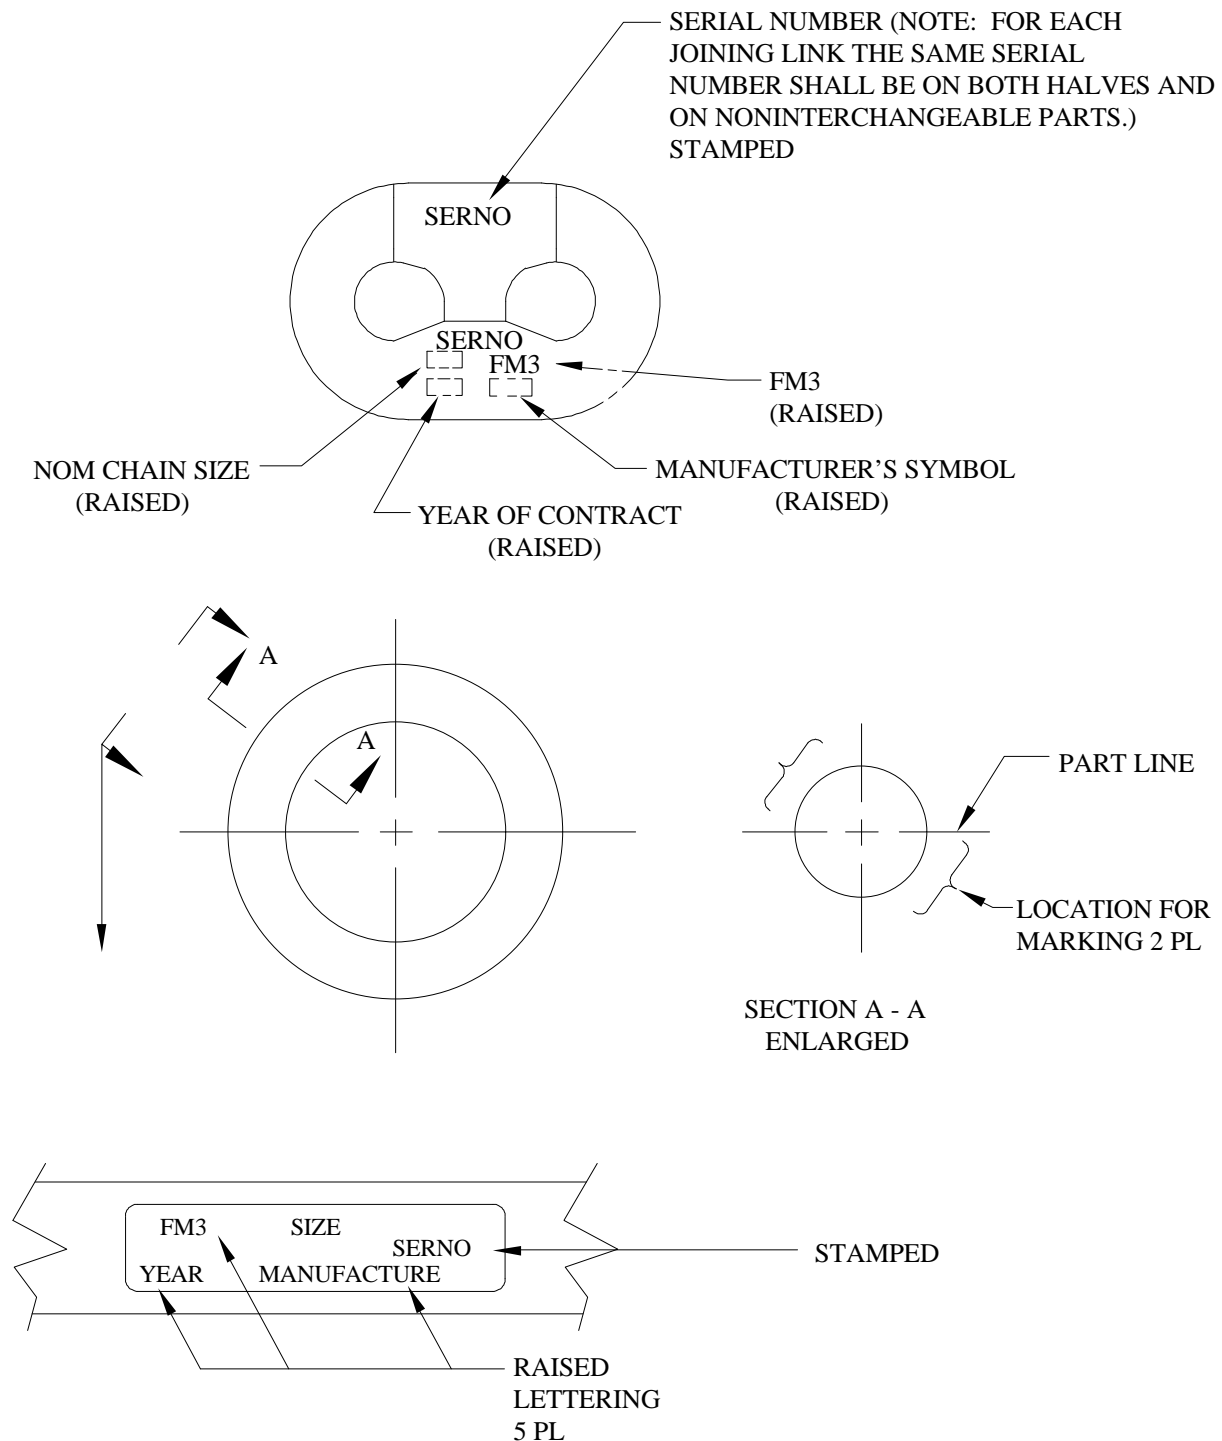 SERIAL NUMBER (NOTE:  FOR EACH
JOINING LINK THE SAME SERIAL
NUMBER SHALL BE ON BOTH HALVES AND
ON NONINTERCHANGEABLE PARTS.)
STAMPED
SERNO
SERNO
FM3
FM3
(RAISED)
NOM CHAIN SIZE
(RAISED)
MANUFACTURER’S SYMBOL
(RAISED)
YEAR OF CONTRACT
(RAISED)
A
A
PART LINE
LOCATION FOR
MARKING 2 PL
SECTION A - A
ENLARGED
FM3 SIZE
SERNO
YEAR MANUFACTURE
STAMPED
RAISED
LETTERING
5 PL